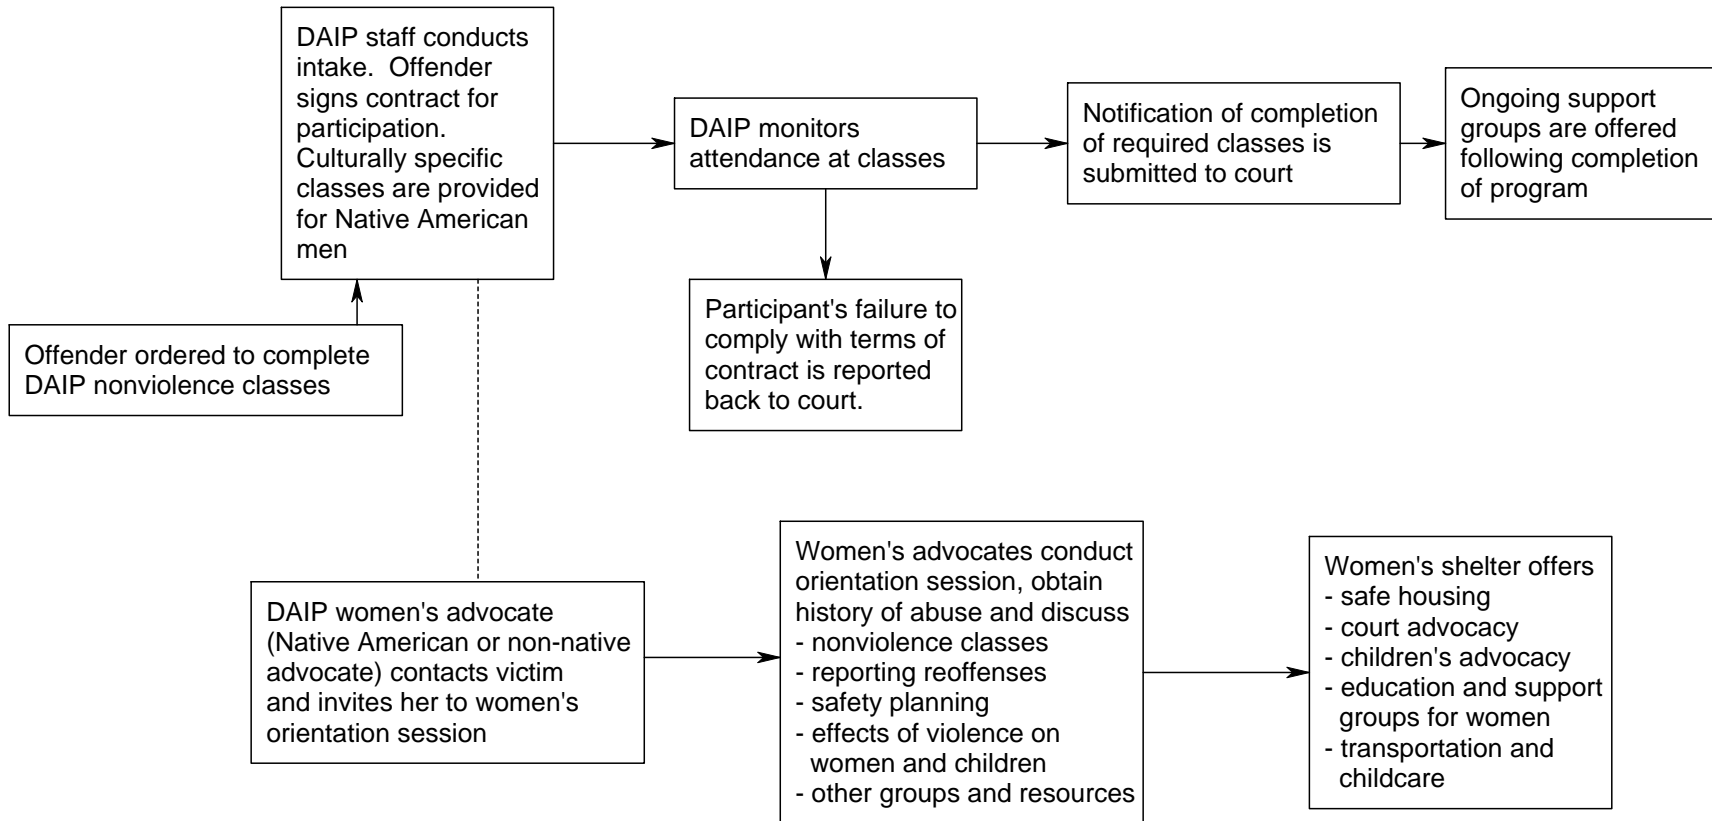 DAIP staff conducts
intake.  Offender
signs contract for
participation.
Culturally specific
classes are provided
for Native American
men
DAIP monitors
attendance at classes
Notification of completion
of required classes is
submitted to court
Ongoing support
groups are offered
following completion
of program
Offender ordered to complete
DAIP nonviolence classes
Participant's failure to
comply with terms of
contract is reported
back to court.
DAIP women's advocate
(Native American or non-native
advocate) contacts victim
and invites her to women's
orientation session
Women's advocates conduct
orientation session, obtain
history of abuse and discuss
- nonviolence classes
- reporting reoffenses
- safety planning
- effects of violence on
women and children
- other groups and resources
Women's shelter offers
- safe housing
- court advocacy
- children's advocacy
- education and support
groups for women
- transportation and
childcare